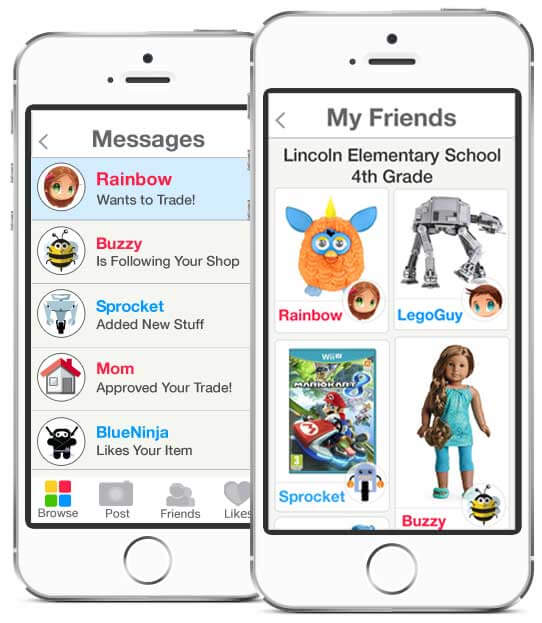 Messages
Rainbow
Wants to Trade!
Buzzy
Is Following Your Shop
Sprocket
Added New Stuff
Mom
Approved Your Trade!
BlueNinja
Likes Your Item
Browse
Post
Friends
Likes
My Friends
Lincoln Elementary School
4th Grade
Rainbow
LegoGuy
Wii U
MARIOKART 8
Sprocket
Buzzy